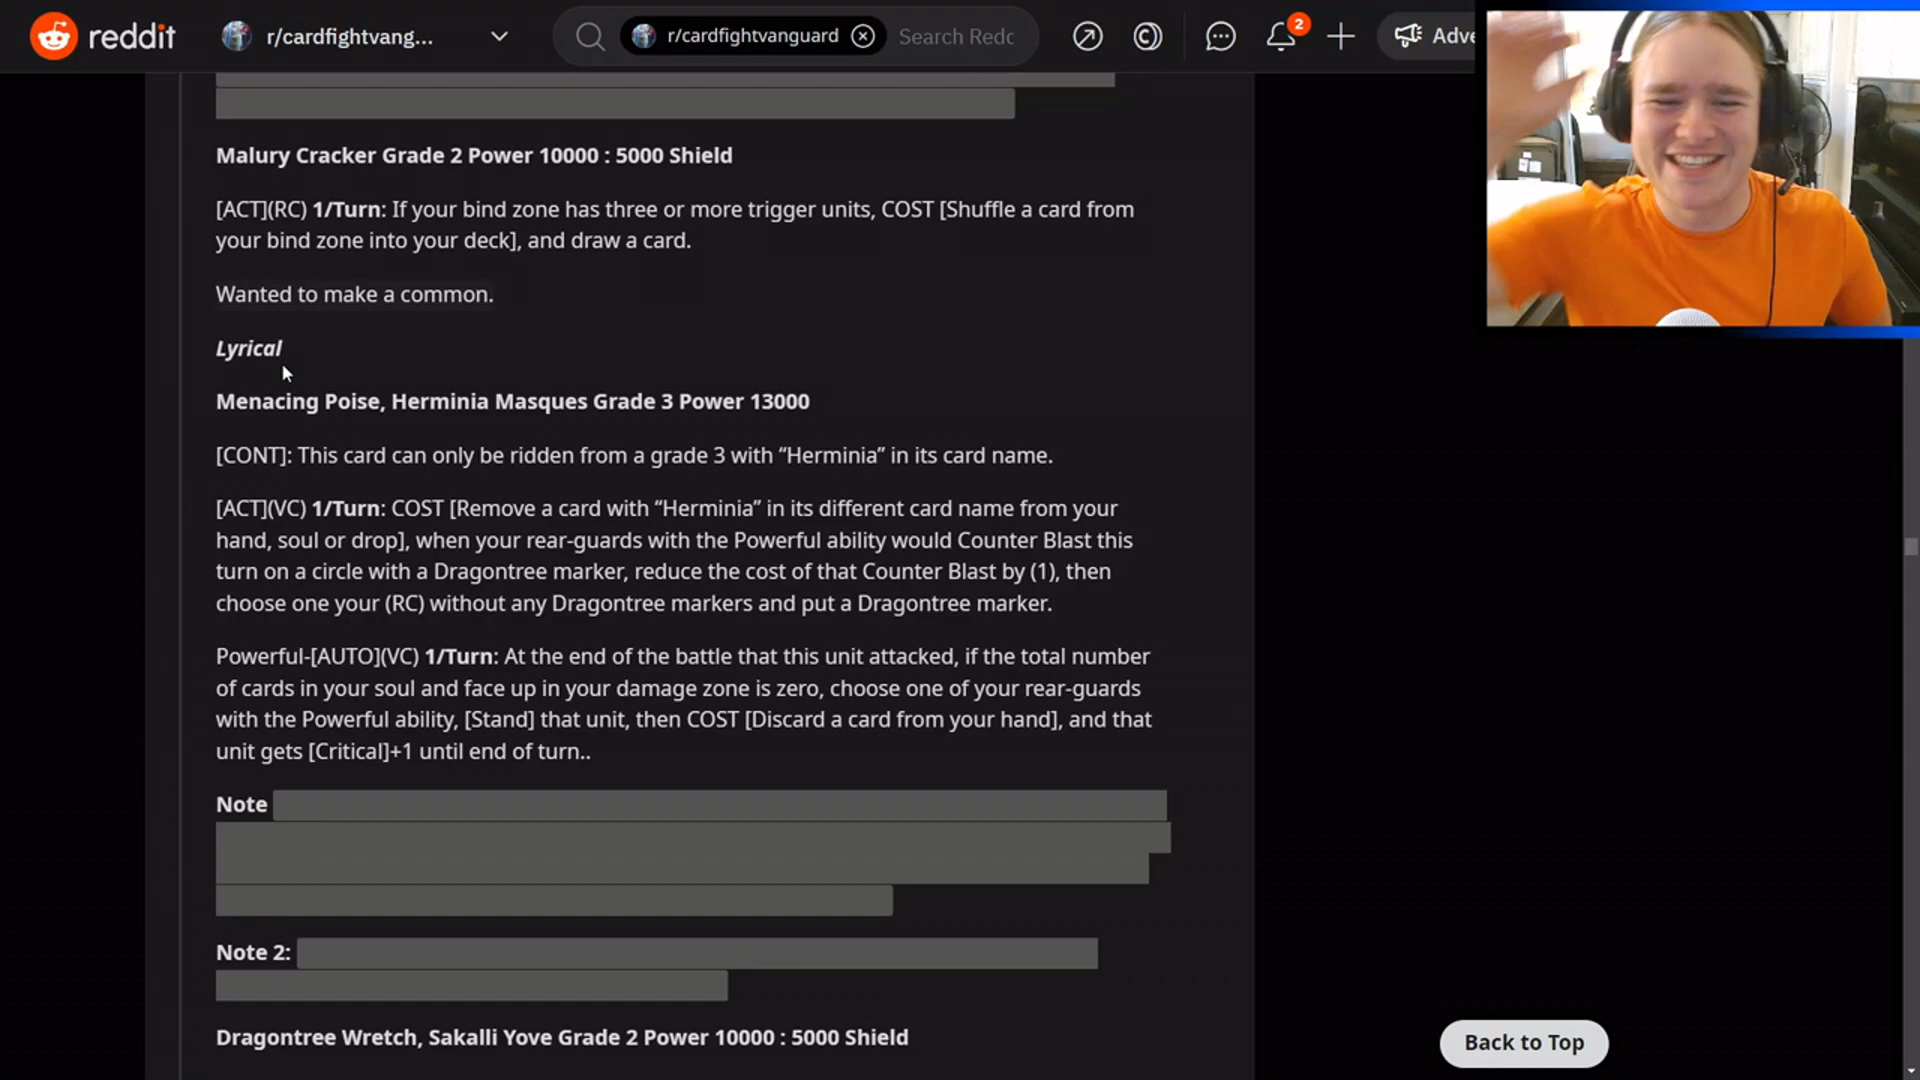 reddit
r/cardfightvang...
r/cardfightvanguard
Search Redc
2
Adve
Malury Cracker Grade 2 Power 10000 : 5000 Shield
[ACT](RC) 1/Turn: If your bind zone has three or more trigger units, COST [Shuffle a card from
your bind zone into your deck], and draw a card.
Wanted to make a common.
Lyrical
Menacing Poise, Herminia Masques Grade 3 Power 13000
[CONT]: This card can only be ridden from a grade 3 with “Herminia” in its card name.
[ACT](VC) 1/Turn: COST [Remove a card with “Herminia” in its different card name from your
hand, soul or drop], when your rear-guards with the Powerful ability would Counter Blast this
turn on a circle with a Dragontree marker, reduce the cost of that Counter Blast by (1), then
choose one your (RC) without any Dragontree markers and put a Dragontree marker.
Powerful-[AUTO](VC) 1/Turn: At the end of the battle that this unit attacked, if the total number
of cards in your soul and face up in your damage zone is zero, choose one of your rear-guards
with the Powerful ability, [Stand] that unit, then COST [Discard a card from your hand], and that
unit gets [Critical]+1 until end of turn..
Note
Note 2:
Dragontree Wretch, Sakalli Yove Grade 2 Power 10000 : 5000 Shield
Back to Top